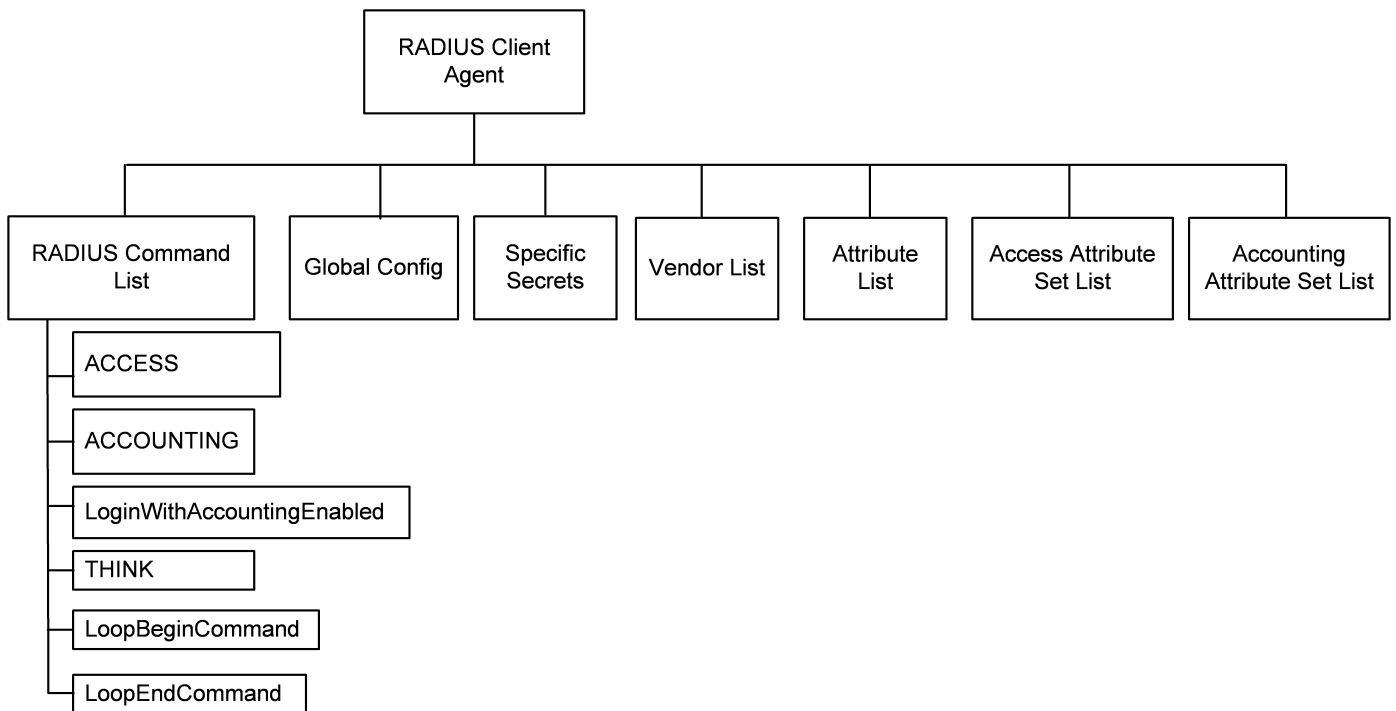 RADIUS Client
Agent
RADIUS Command
List
Global Config
Specific
Secrets
Vendor List
Attribute
List
Access Attribute
Set List
Accounting
Attribute Set List
ACCESS
ACCOUNTING
LoginWithAccountingEnabled
THINK
LoopBeginCommand
LoopEndCommand